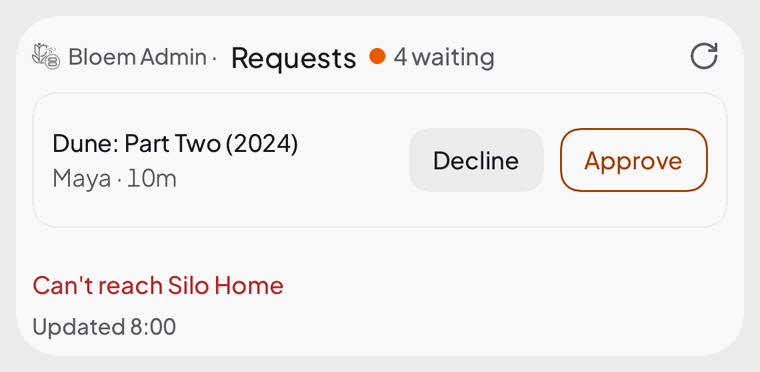 Bloem Admin · Requests 4 waiting
Dune: Part Two (2024)
Maya · 10m
Decline
Approve
Can't reach Silo Home
Updated 8:00